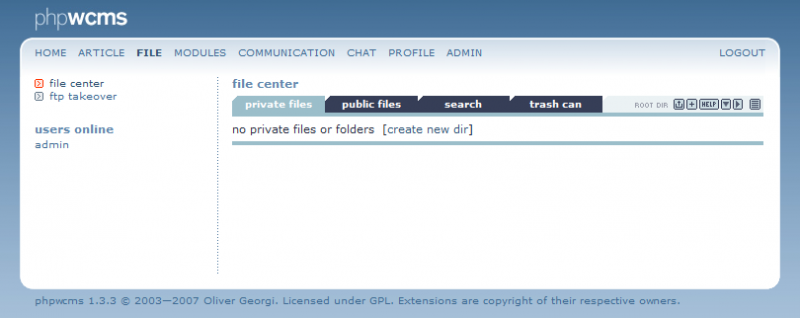 phpwcms
HOME ARTICLE FILE MODULES COMMUNICATION CHAT PROFILE ADMIN LOGOUT
file center
ftp takeover
users online
admin
file center
private files public files search trash can ROOT DIR HELP
no private files or folders [create new dir]
phpwcms 1.3.3 © 2003—2007 Oliver Georgi. Licensed under GPL. Extensions are copyright of their respective owners.